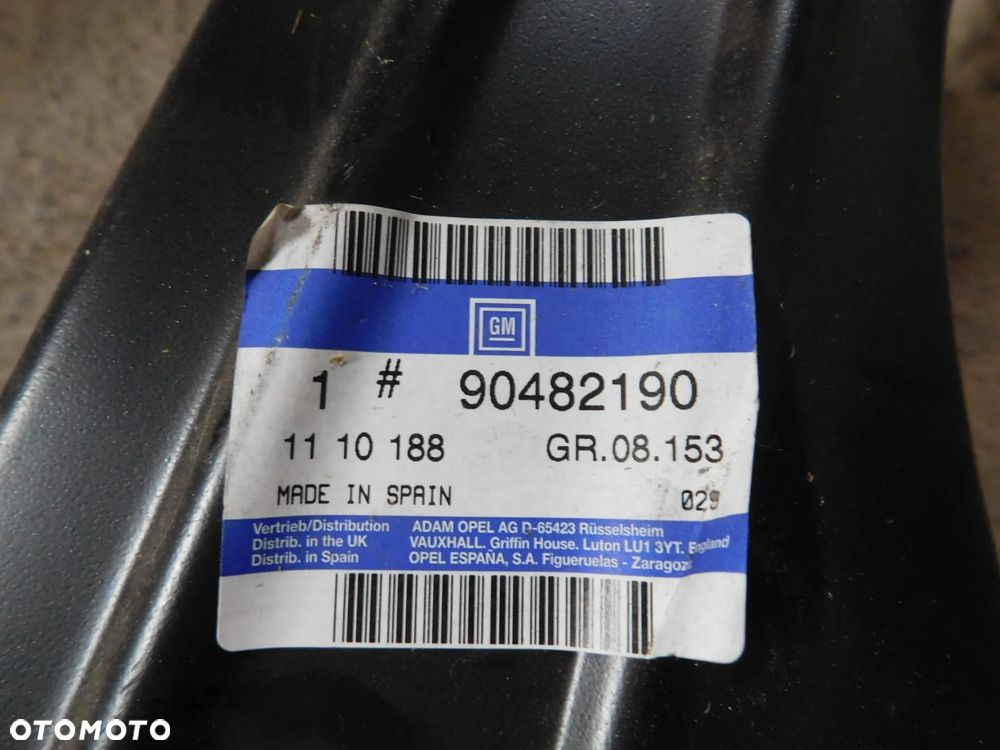 GM
1 # 90482190
11 10 188 GR.08.153
MADE IN SPAIN 029
Vertrieb/Distribution ADAM OPEL AG D-65423 Rüsselsheim
Distrib. in the UK VAUXHALL. Griffin House. Luton LU1 3YT. England
Distrib. in Spain OPEL ESPAÑA, S.A. Figueruelas - Zaragoz
OTOMOTO